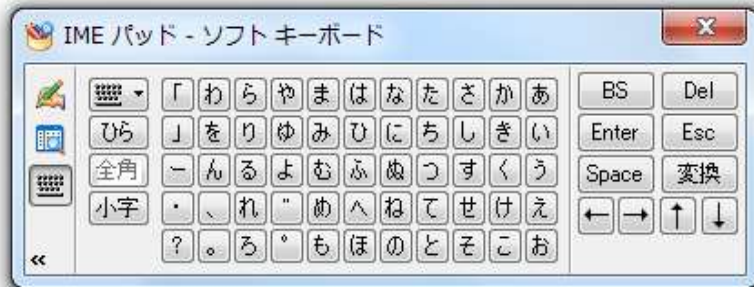 IME パッド - ソフト キーボード
「 わ ら や ま は な た さ か あ BS Del
ひら 」 を り ゆ み ひ に ち し き い Enter Esc
全角 ー ん る よ む ふ ぬ つ す く う Space 変換
小字 ・ 、 れ ゛ め へ ね て せ け え ← → ↑ ↓
? 。 ろ ゜ も ほ の と そ こ お
«